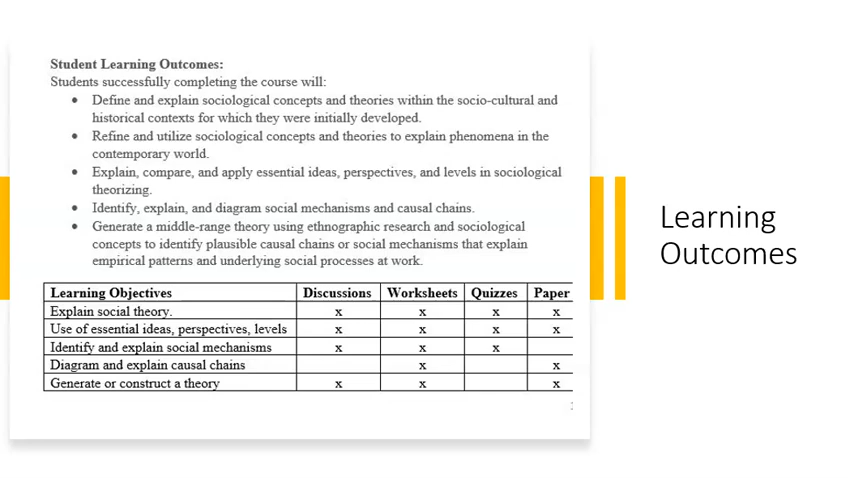 Student Learning Outcomes:
Students successfully completing the course will:
• Define and explain sociological concepts and theories within the socio-cultural and
historical contexts for which they were initially developed.
• Refine and utilize sociological concepts and theories to explain phenomena in the
contemporary world.
• Explain, compare, and apply essential ideas, perspectives, and levels in sociological
theorizing.
• Identify, explain, and diagram social mechanisms and causal chains.
• Generate a middle-range theory using ethnographic research and sociological
concepts to identify plausible causal chains or social mechanisms that explain
empirical patterns and underlying social processes at work.
Learning Objectives Discussions Worksheets Quizzes Paper
Explain social theory. x x x x
Use of essential ideas, perspectives, levels x x x x
Identify and explain social mechanisms x x x
Diagram and explain causal chains x x
Generate or construct a theory x x x
Learning
Outcomes